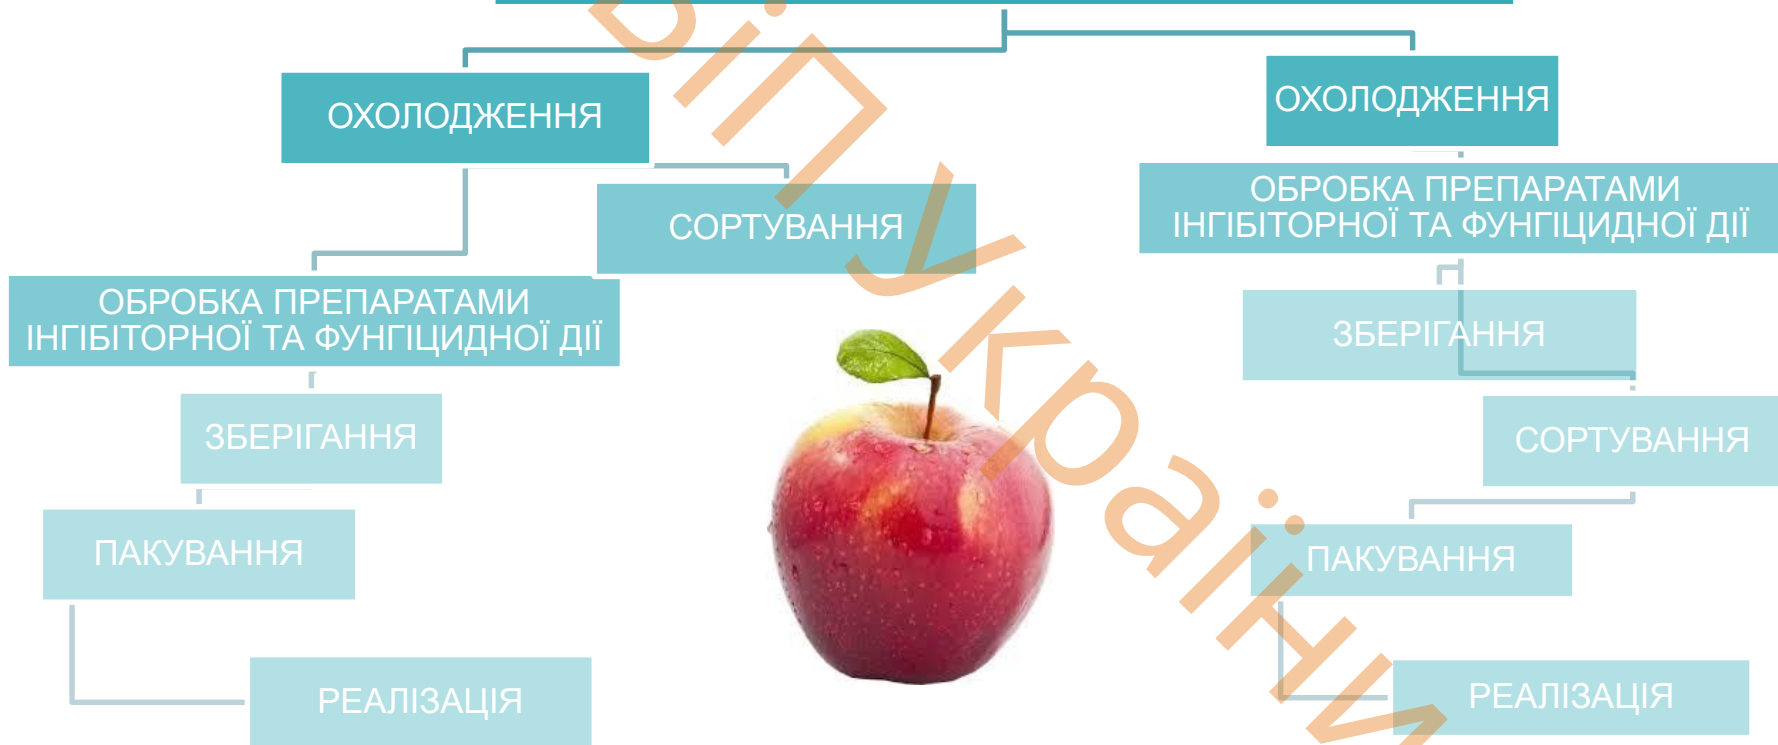 ОХОЛОДЖЕННЯ
СОРТУВАННЯ
ОБРОБКА ПРЕПАРАТАМИ
ІНГІБІТОРНОЇ ТА ФУНГІЦИДНОЇ ДІЇ
ЗБЕРІГАННЯ
ПАКУВАННЯ
РЕАЛІЗАЦІЯ
ОХОЛОДЖЕННЯ
ОБРОБКА ПРЕПАРАТАМИ
ІНГІБІТОРНОЇ ТА ФУНГІЦИДНОЇ ДІЇ
ЗБЕРІГАННЯ
СОРТУВАННЯ
ПАКУВАННЯ
РЕАЛІЗАЦІЯ
України